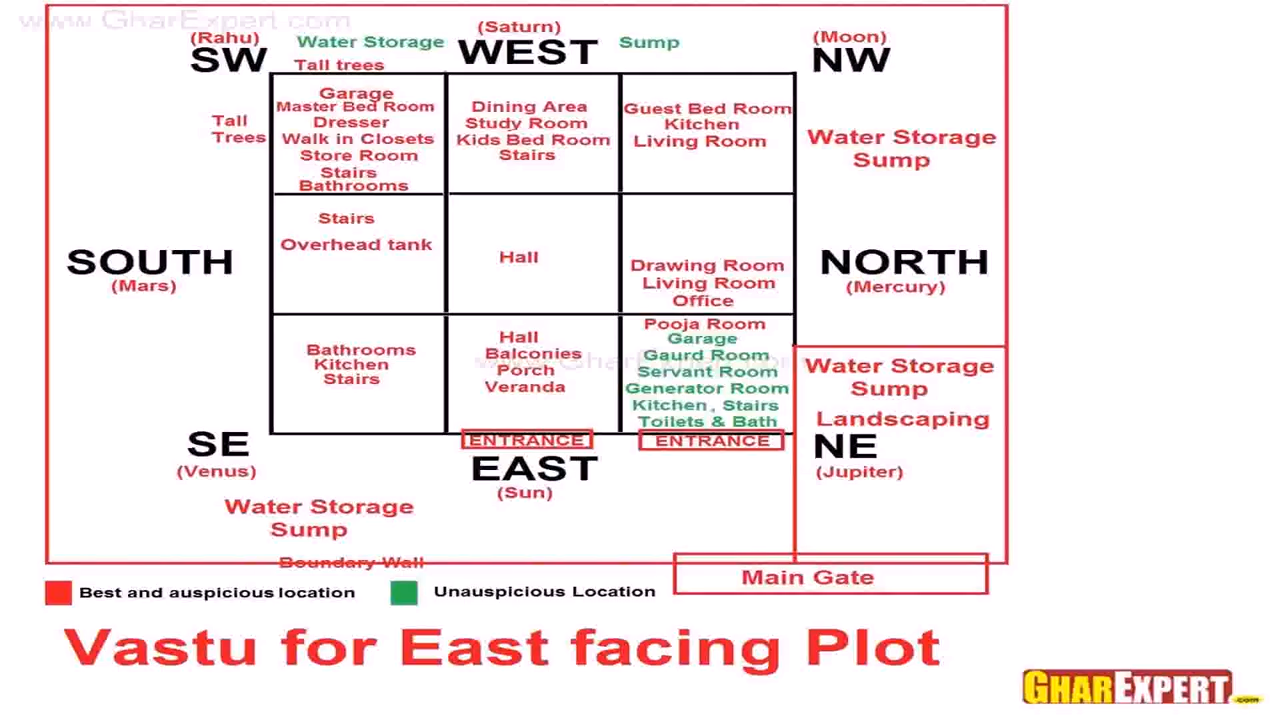 www.GharExpert.com
(Rahu)
SW
Water Storage
Tall trees
(Saturn)
WEST
Sump
(Moon)
NW
Tall
Trees
Garage
Master Bed Room
Dresser
Walk in Closets
Store Room
Stairs
Bathrooms
Dining Area
Study Room
Kids Bed Room
Stairs
Guest Bed Room
Kitchen
Living Room
Water Storage
Sump
SOUTH
(Mars)
Stairs
Overhead tank
Hall
Drawing Room
Living Room
Office
NORTH
(Mercury)
Bathrooms
Kitchen
Stairs
Hall
Balconies
Porch
Veranda
www.GharExpert.com
Pooja Room
Garage
Gaurd Room
Servant Room
Generator Room
Kitchen , Stairs
Toilets & Bath
Water Storage
Sump
Landscaping
SE
(Venus)
ENTRANCE
ENTRANCE
EAST
(Sun)
NE
(Jupiter)
Water Storage
Sump
Boundary Wall
Main Gate
Best and auspicious location
Unauspicious Location
Vastu for East facing Plot
GHAREXPERT.com